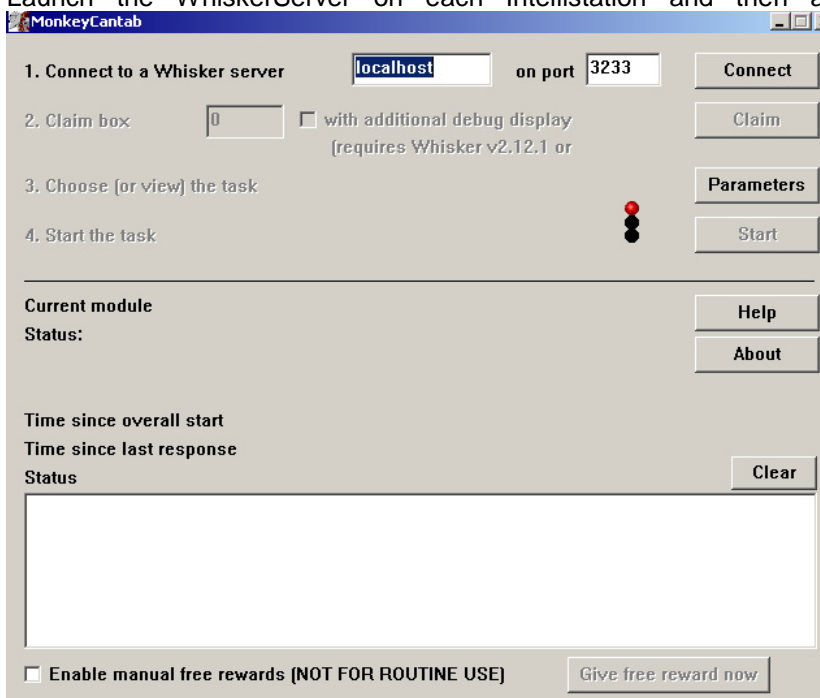 Launch the WhiskerServer on each Intellistation and then a
MonkeyCantab
1. Connect to a Whisker server localhost on port 3233 Connect
2. Claim box 0 with additional debug display Claim
(requires Whisker v2.12.1 or
3. Choose (or view) the task Parameters
4. Start the task Start
Current module Help
Status:
About
Time since overall start
Time since last response
Status Clear
Enable manual free rewards (NOT FOR ROUTINE USE) Give free reward now